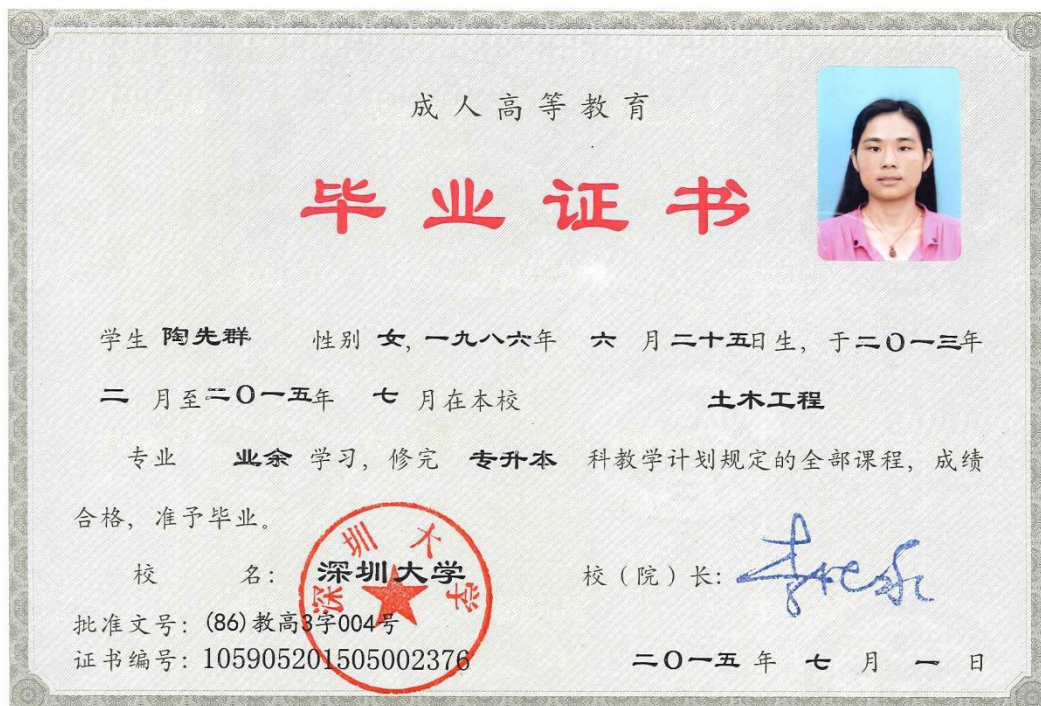 成人高等教育
毕业证书
学生 陶先群 性别 女, 一九八六年 六 月二十五日生, 于二〇一三年
二 月至二〇一五年 七 月在本校 土木工程
专业 业余 学习, 修完 专升本 科教学计划规定的全部课程, 成绩
合格, 准予毕业。
校 名: 深圳大学 校(院)长:
深圳大学
批准文号: (86)教高3字004号
证书编号: 105905201505002376 二〇一五 年 七 月 一 日